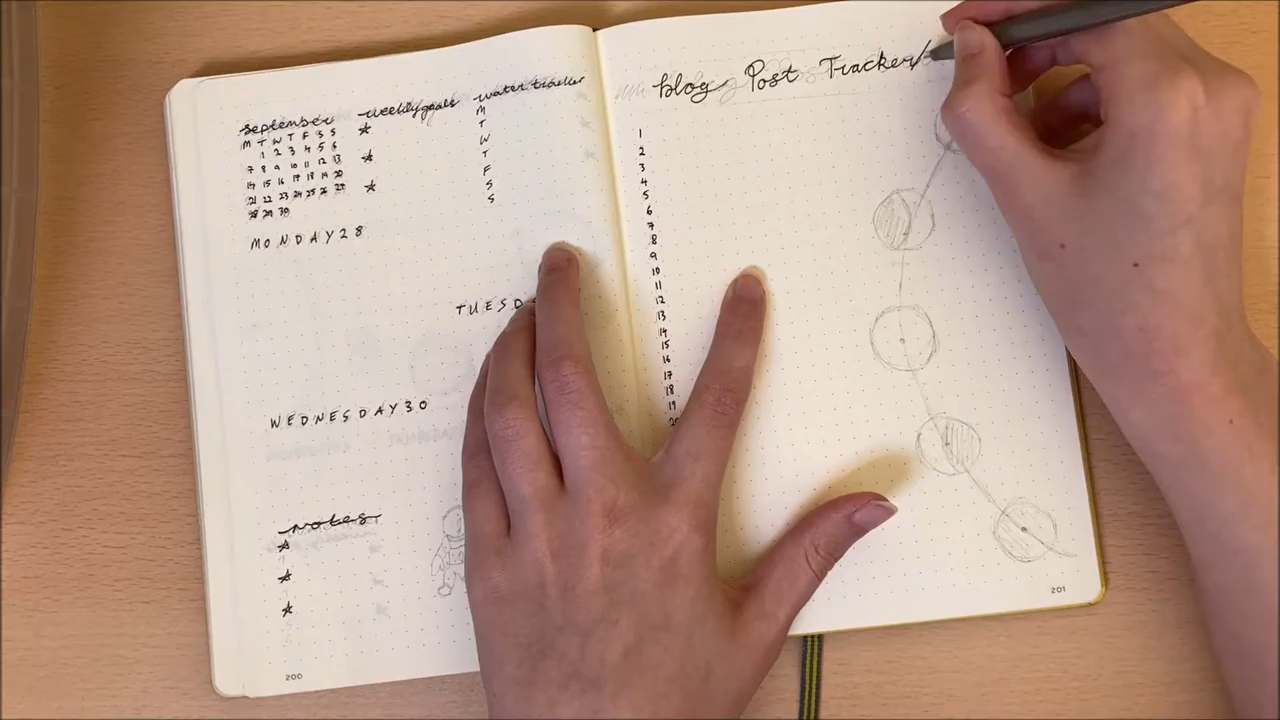 september
M T W T F S S
1 2 3 4 5 6
7 8 9 10 11 12 13
14 15 16 17 18 19 20
21 22 23 24 25 26 27
28 29 30
weekly goals
water tracker
M
T
W
T
F
S
S
MONDAY 28
TUESD
WEDNESDAY 30
notes
200
blog Post Tracker
1
2
3
4
5
6
7
8
9
10
11
12
13
14
15
16
17
18
19
20
201